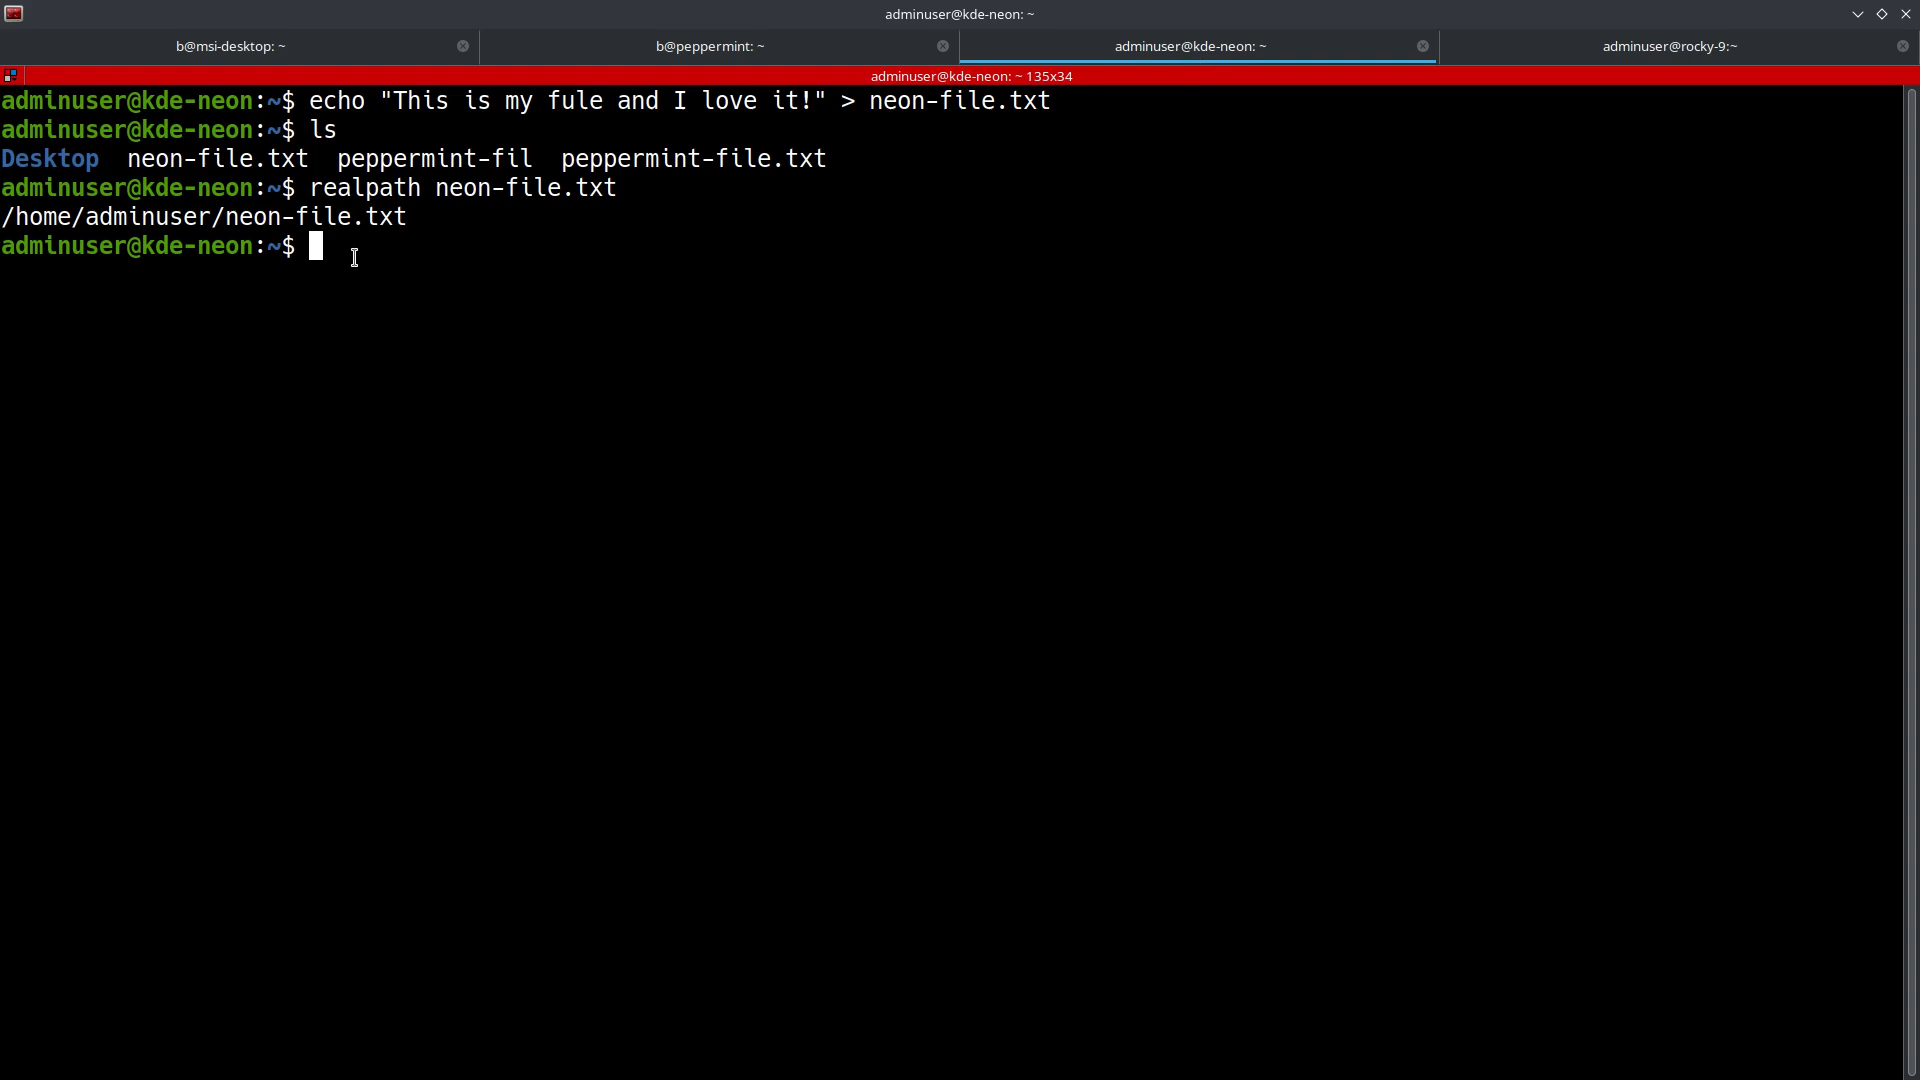 adminuser@kde-neon: ~
b@msi-desktop: ~
b@peppermint: ~
adminuser@kde-neon: ~
adminuser@rocky-9:~
adminuser@kde-neon: ~ 135x34
adminuser@kde-neon:~$ echo "This is my fule and I love it!" > neon-file.txt
adminuser@kde-neon:~$ ls
Desktop  neon-file.txt  peppermint-fil  peppermint-file.txt
adminuser@kde-neon:~$ realpath neon-file.txt
/home/adminuser/neon-file.txt
adminuser@kde-neon:~$